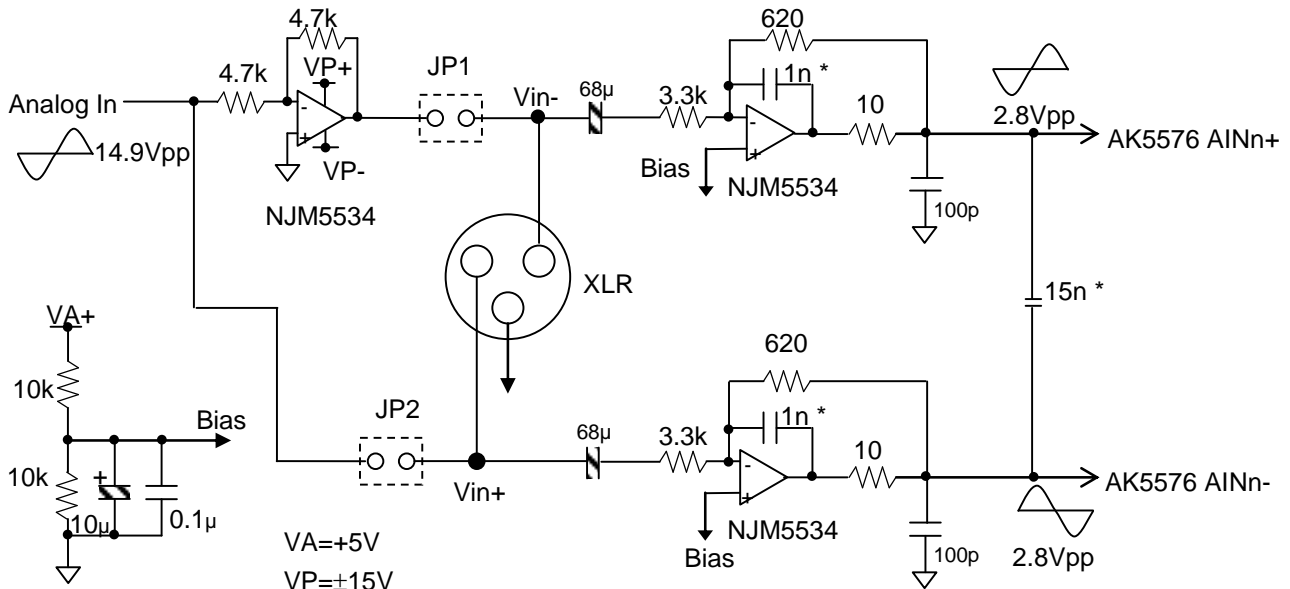 4.7k
620
VP+
JP1
1n *
4.7k
Vin-
68µ
3.3k
10
2.8Vpp
Analog In
14.9Vpp
-
+
VP-
NJM5534
-
+
Bias
NJM5534
AK5576 AINn+
100p
XLR
15n *
VA+
10k
Bias
10k
+
10µ
0.1µ
JP2
Vin+
620
1n *
68µ
3.3k
10
-
+
Bias
NJM5534
AK5576 AINn-
100p
2.8Vpp
VA=+5V
VP=±15V